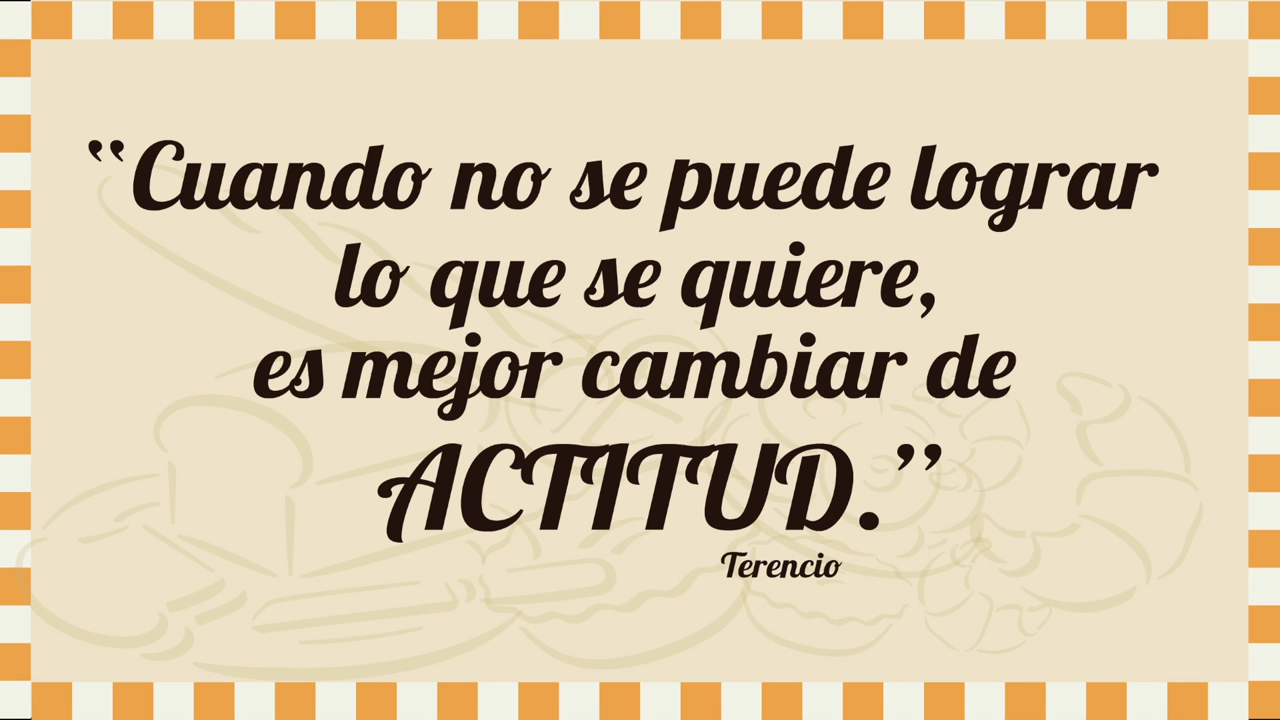 “Cuando no se puede lograr
lo que se quiere,
es mejor cambiar de
ACTITUD.”
Terencio